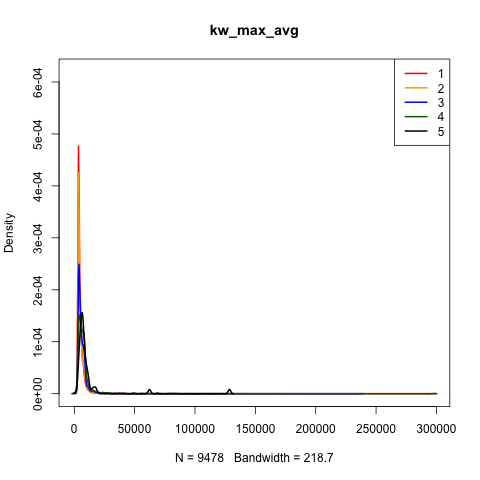 kw_max_avg
1
2
3
4
5
Density
6e-04
5e-04
4e-04
3e-04
2e-04
1e-04
0e+00
0 50000 100000 150000 200000 250000 300000
N = 9478 Bandwidth = 218.7